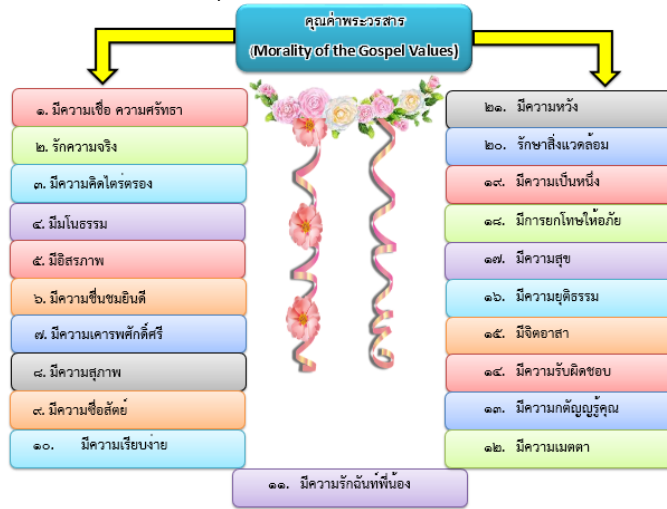 คุณค่าพระวรสาร
(Morality of the Gospel Values)
๑. มีความเชื่อ ความศรัทธา
๒. รักความจริง
๓. มีความคิดไตร่ตรอง
๔. มีมโนธรรม
๕. มีอิสรภาพ
๖. มีความชื่นชมยินดี
๗. มีความเคารพศักดิ์ศรี
๘. มีความสุภาพ
๙. มีความซื่อสัตย์
๑๐. มีความเรียบง่าย
๑๑. มีความรักฉันท์พี่น้อง
๒๑. มีความหวัง
๒๐. รักษาสิ่งแวดล้อม
๑๙. มีความเป็นหนึ่ง
๑๘. มีการยกโทษให้อภัย
๑๗. มีความสุข
๑๖. มีความยุติธรรม
๑๕. มีจิตอาสา
๑๔. มีความรับผิดชอบ
๑๓. มีความกตัญญูรู้คุณ
๑๒. มีความเมตตา